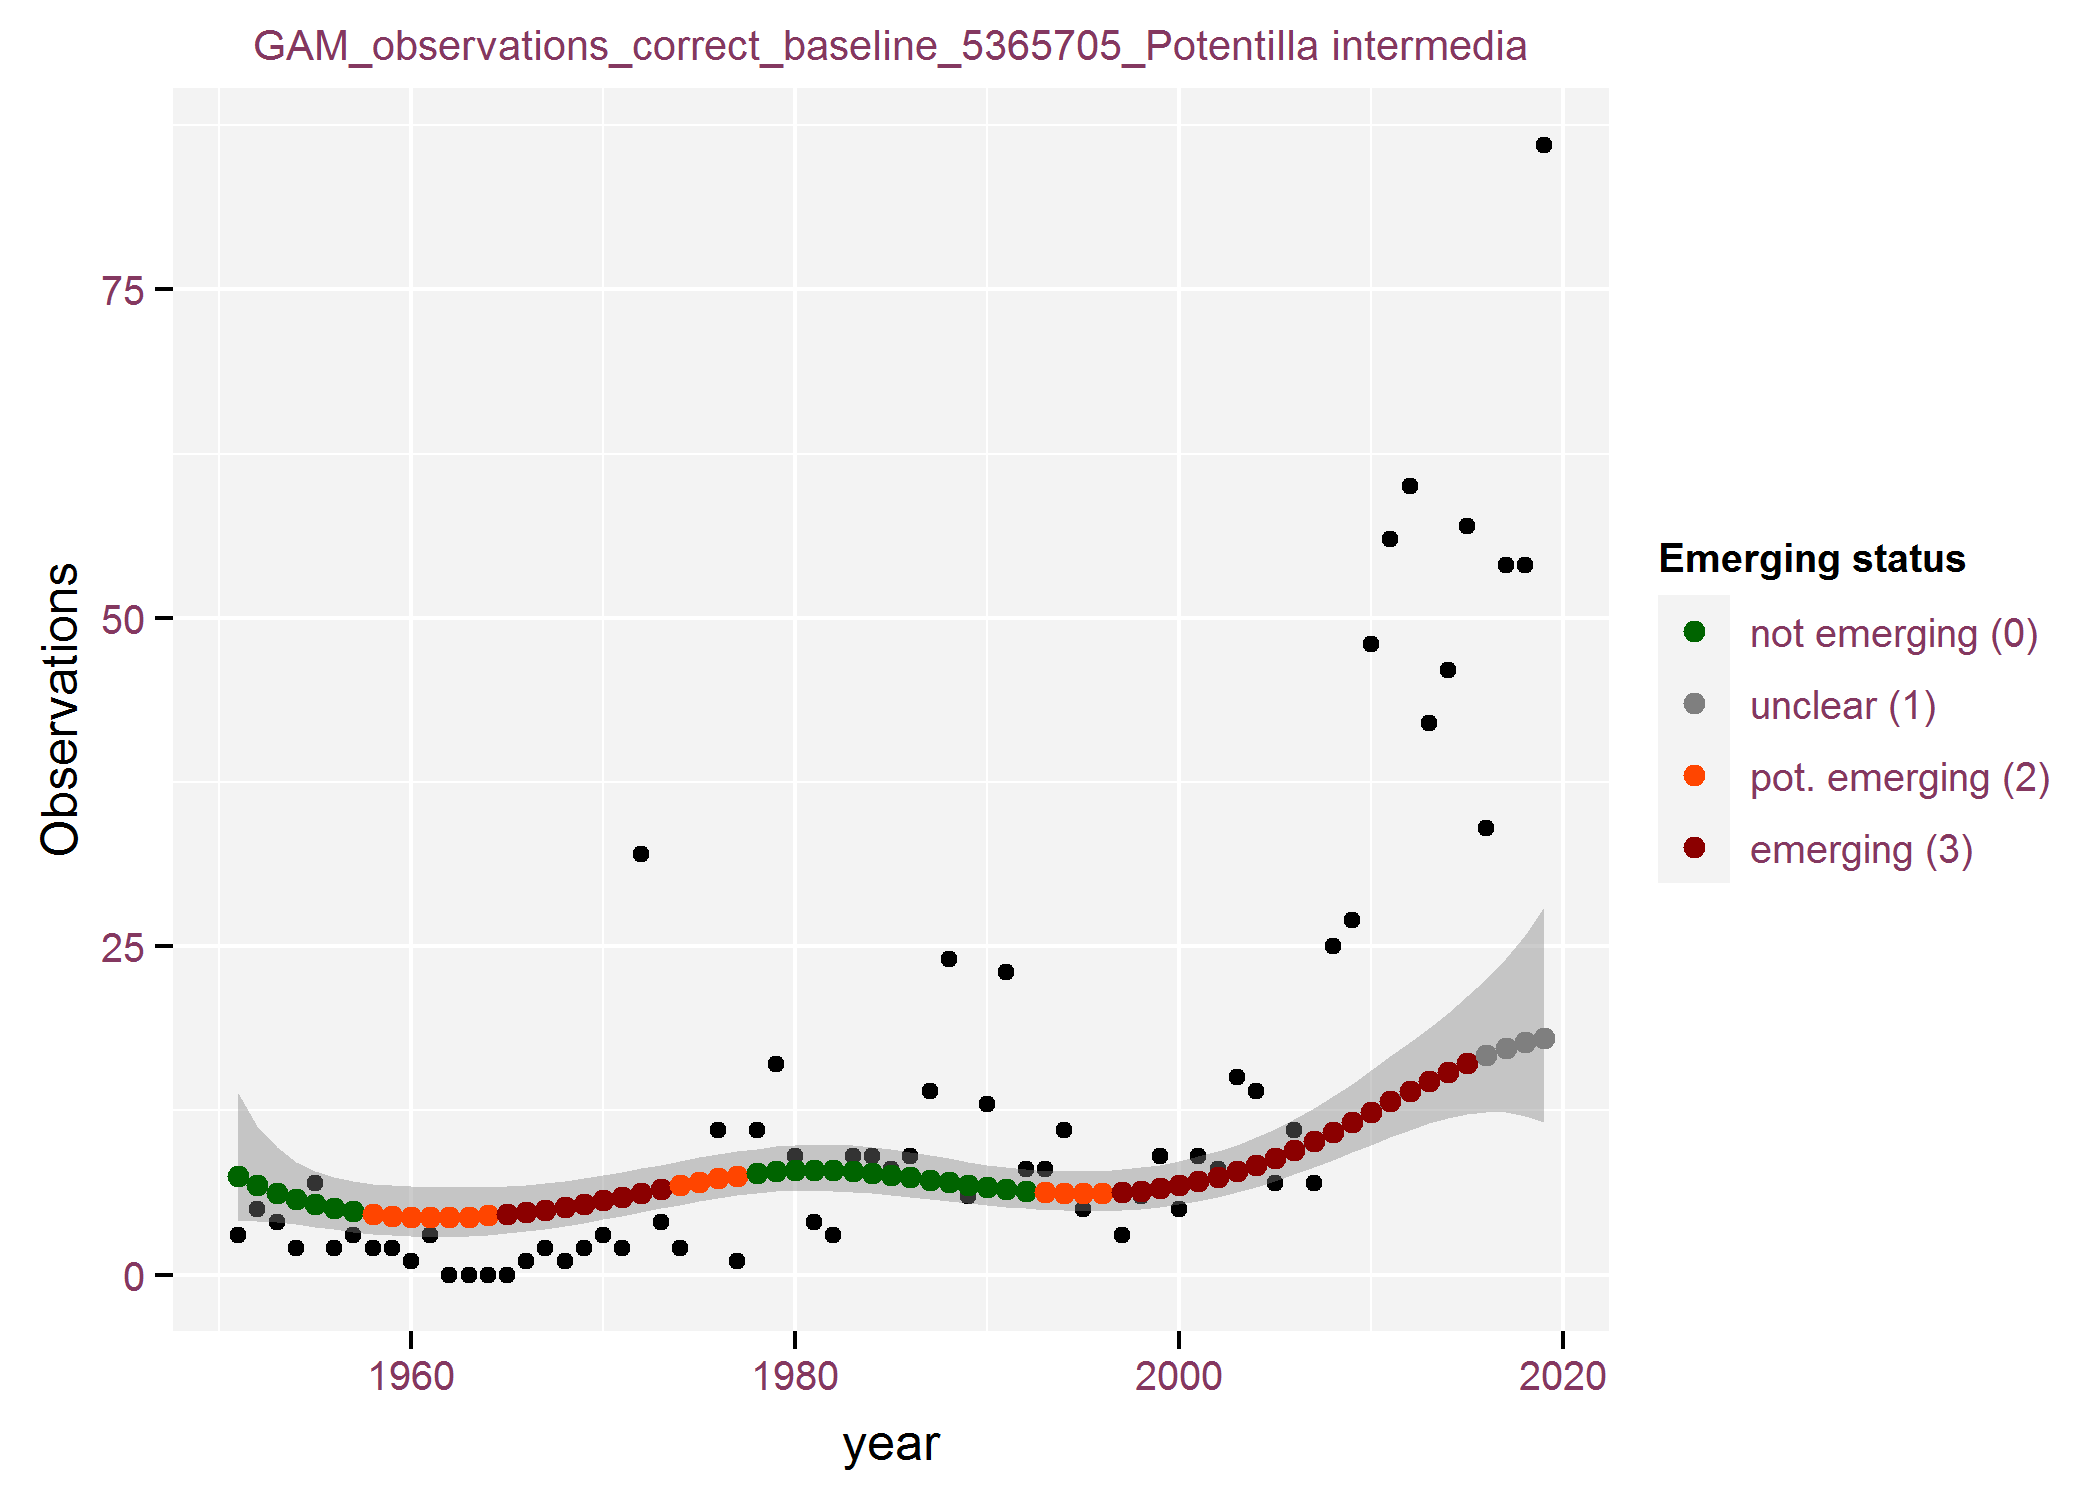 GAM_observations_correct_baseline_5365705_Potentilla intermedia
Observations
75
50
25
0
1960
1980
2000
2020
year
Emerging status
not emerging (0)
unclear (1)
pot. emerging (2)
emerging (3)